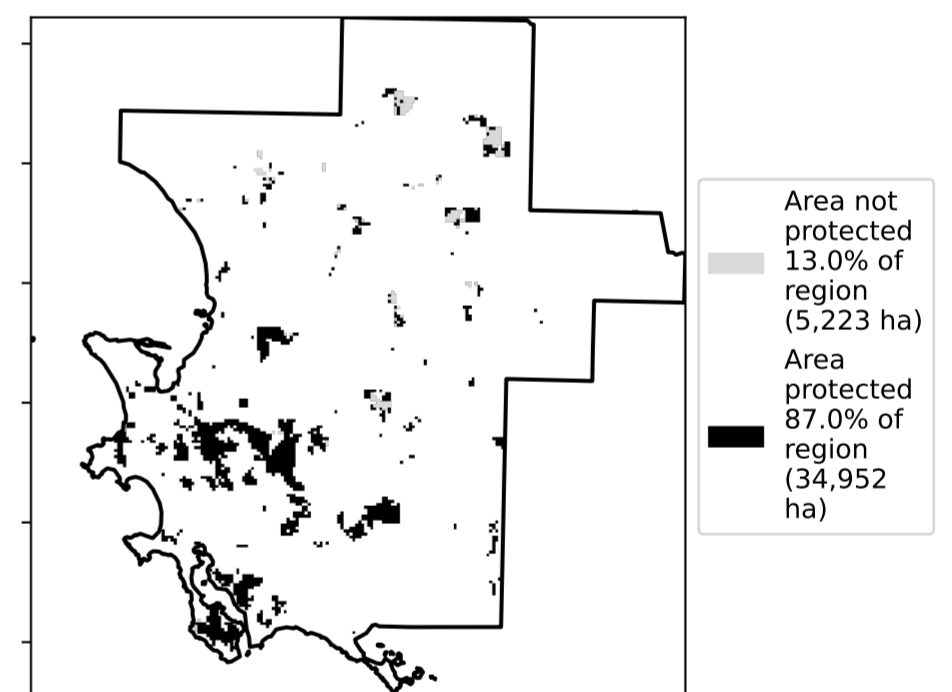 Area not
protected
13.0% of
region
(5,223 ha)
Area
protected
87.0% of
region
(34,952
ha)